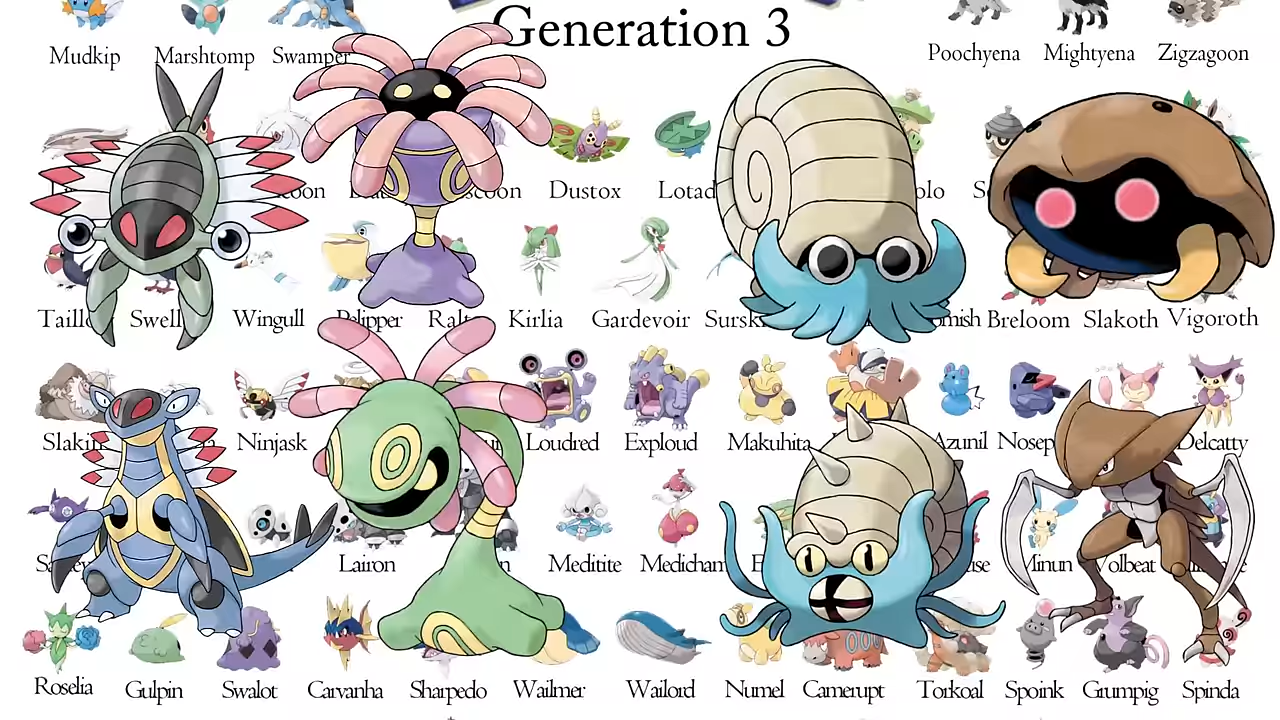 Generation 3
Mudkip Marshtomp Swamper Poochyena Mightyena Zigzagoon
Dustox Lotad
Swell Wingull Pelipper Ralts Kirlia Gardevoir Breloom Slakoth Vigoroth
Ninjask Loudred Exploud Makuhita Azunil Delcatty
Lairon Meditite Medicham Minun Volbeat
Roselia Gulpin Swalot Carvanha Sharpedo Wailmer Wailord Numel Camerupt Torkoal Spoink Grumpig Spinda